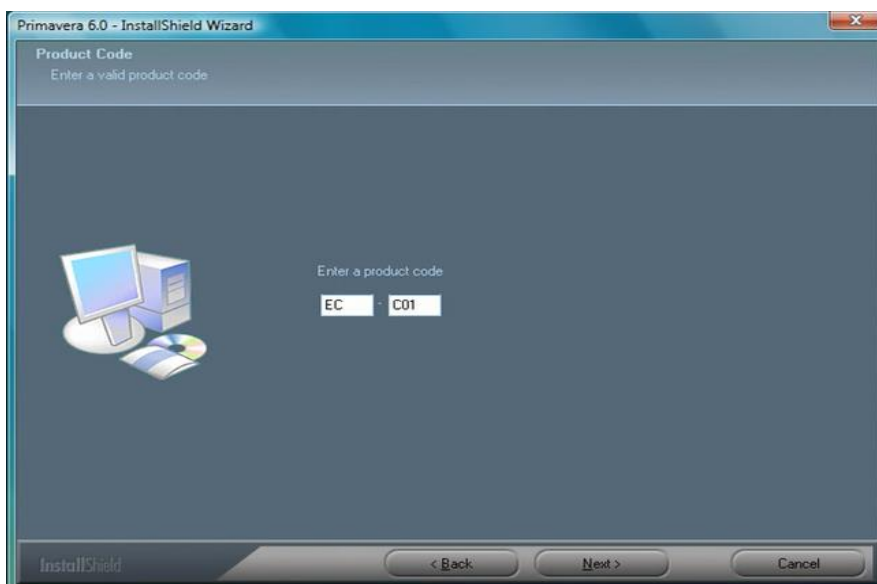 Primavera 6.0 - InstallShield Wizard
Product Code
Enter a valid product code
Enter a product code
EC - C01
InstallShield
< Back Next > Cancel